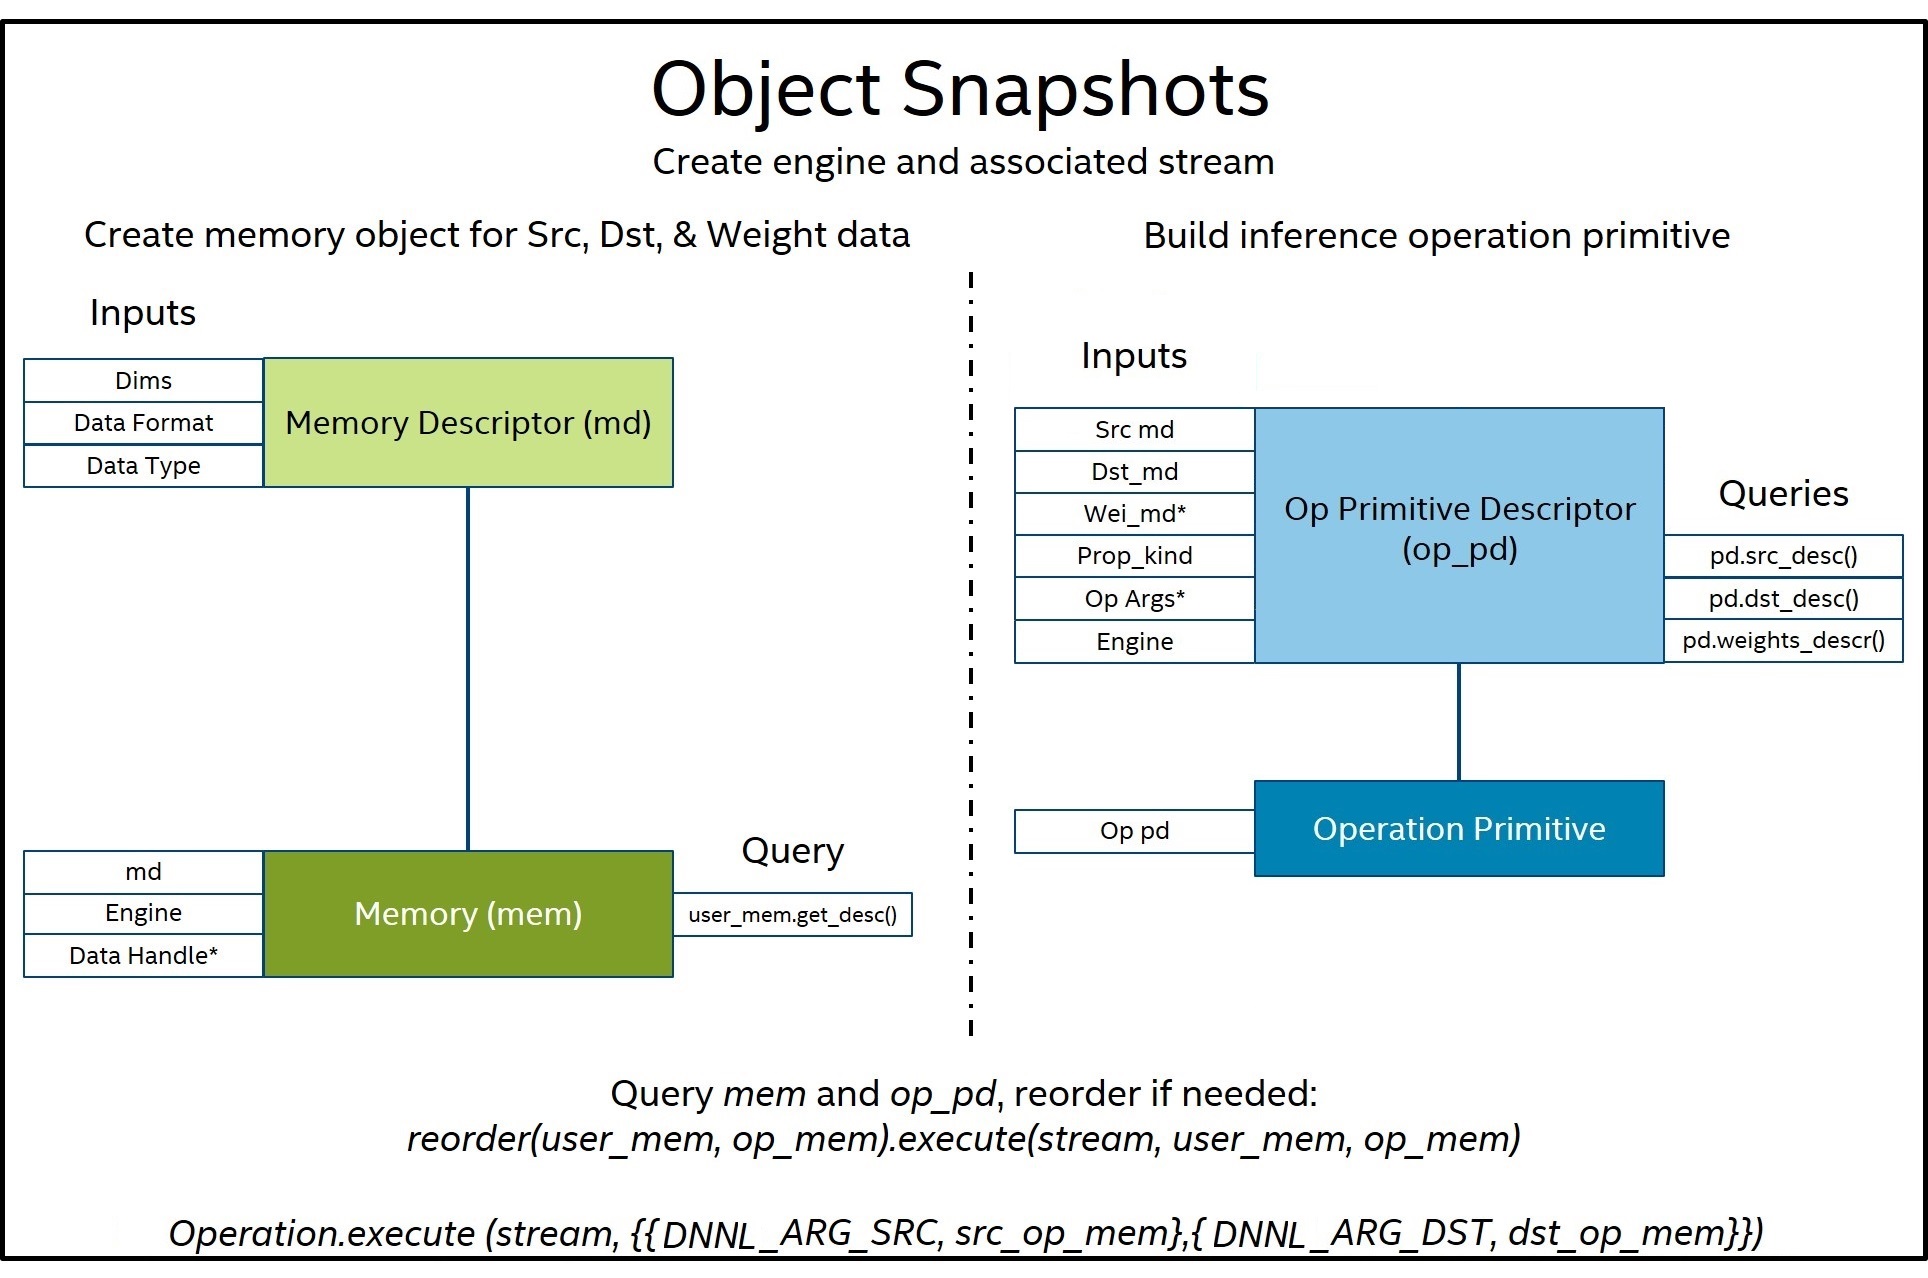 Object Snapshots
Create engine and associated stream
Create memory object for Src, Dst, & Weight data
Inputs
Dims
Data Format
Data Type
Memory Descriptor (md)
md
Engine
Data Handle*
Memory (mem)
Query
user_mem.get_desc()
Build inference operation primitive
Inputs
Src md
Dst_md
Wei_md*
Prop_kind
Op Args*
Engine
Op Primitive Descriptor
(op_pd)
Queries
pd.src_desc()
pd.dst_desc()
pd.weights_descr()
Op pd
Operation Primitive
Query mem and op_pd, reorder if needed:
reorder(user_mem, op_mem).execute(stream, user_mem, op_mem)
Operation.execute (stream, {{DNNL_ARG_SRC, src_op_mem},{ DNNL_ARG_DST, dst_op_mem}})